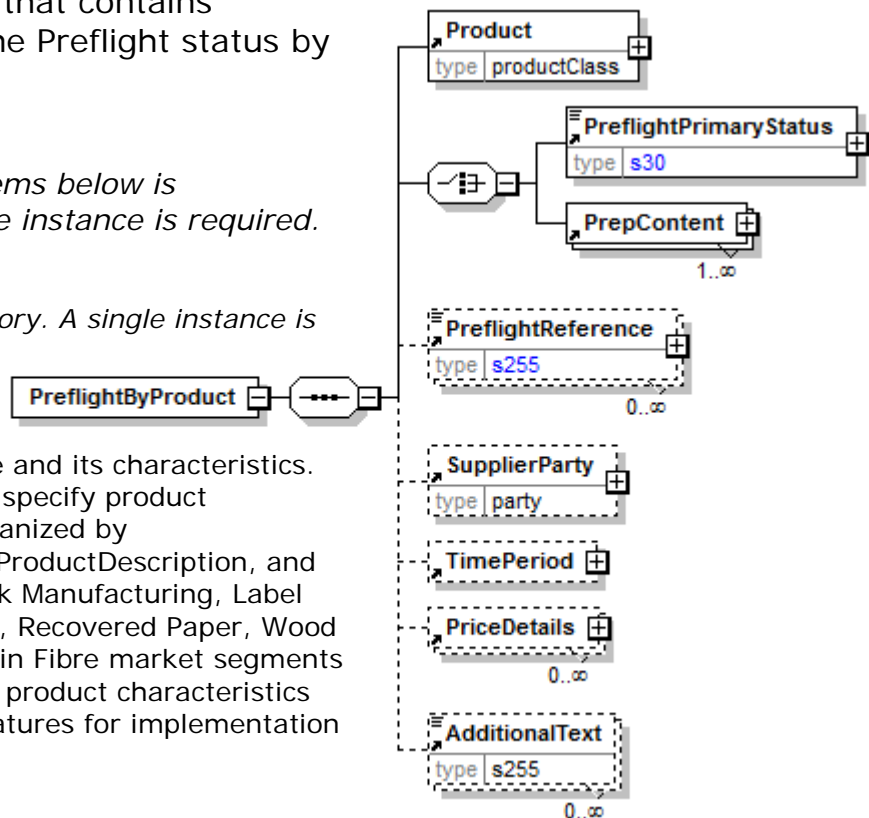 that contains
ne Preflight status by
ems below is
e instance is required.
ory. A single instance is
e and its characteristics.
specify product
anized by
ProductDescription, and
k Manufacturing, Label
, Recovered Paper, Wood
in Fibre market segments
product characteristics
atures for implementation
PreflightByProduct
Product
type productClass
PreflightPrimaryStatus
type s30
PrepContent
1..∞
PreflightReference
type s255
0..∞
SupplierParty
type party
TimePeriod
PriceDetails
0..∞
AdditionalText
type s255
0..∞